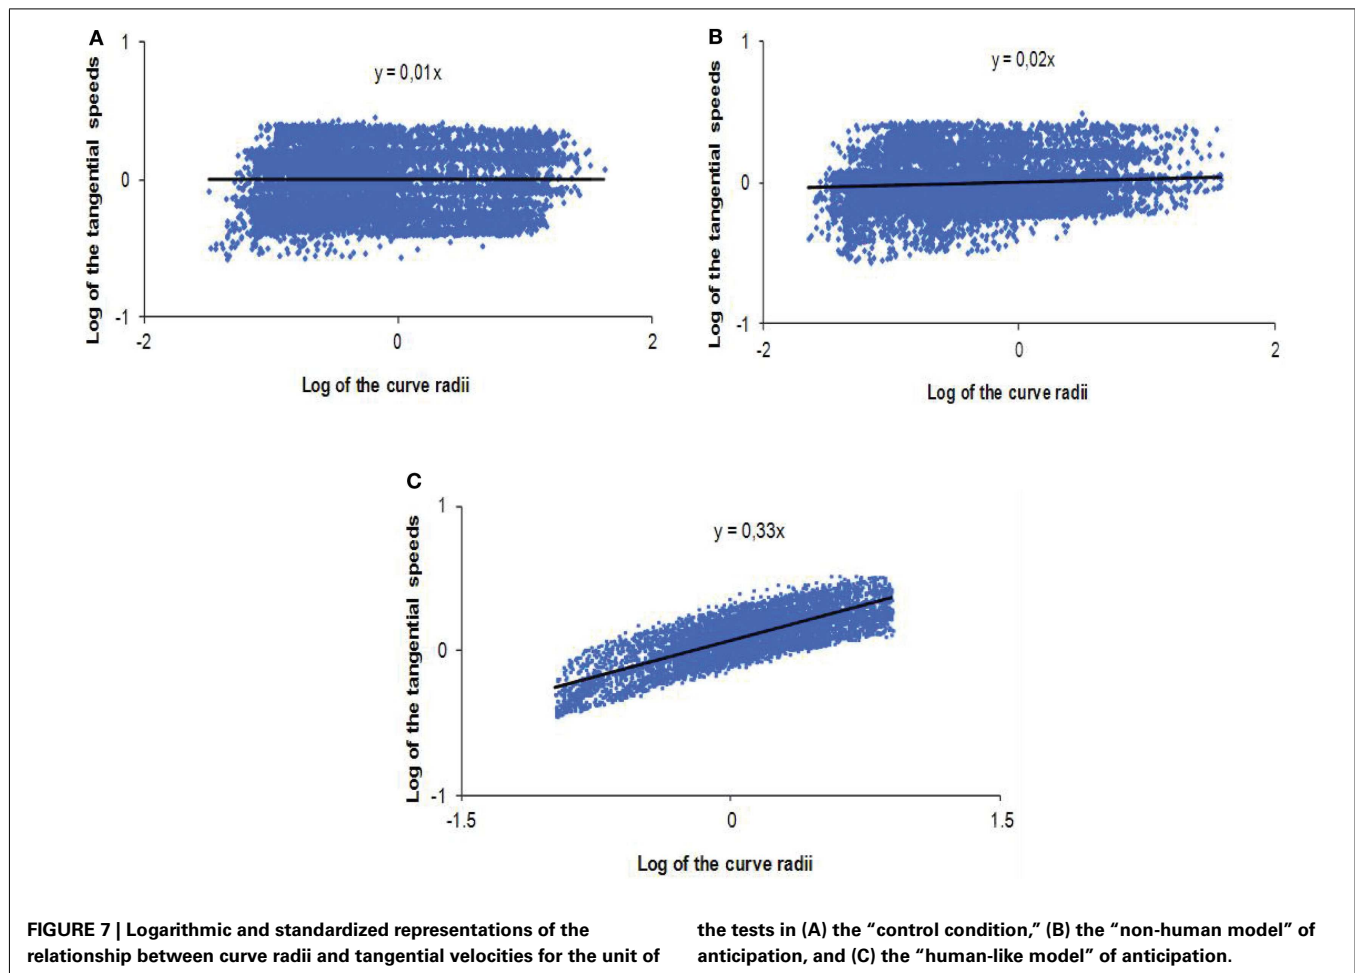 A
1
y = 0,01x
Log of the tangential speeds
0
-1
-2
0
2
Log of the curve radii
B
1
y = 0,02x
Log of the tangential speeds
0
-1
-2
0
2
Log of the curve radii
C
1
y = 0,33x
Log of the tangential speeds
0
-1
-1.5
0
1.5
Log of the curve radii
FIGURE 7 | Logarithmic and standardized representations of the
relationship between curve radii and tangential velocities for the unit of
the tests in (A) the “control condition,” (B) the “non-human model” of
anticipation, and (C) the “human-like model” of anticipation.